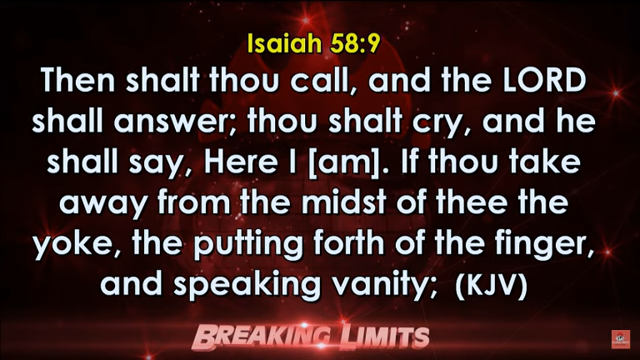 Isaiah 58:9
Then shalt thou call, and the LORD
shall answer; thou shalt cry, and he
shall say, Here I [am]. If thou take
away from the midst of thee the
yoke, the putting forth of the finger,
and speaking vanity; (KJV)
BREAKING LIMITS